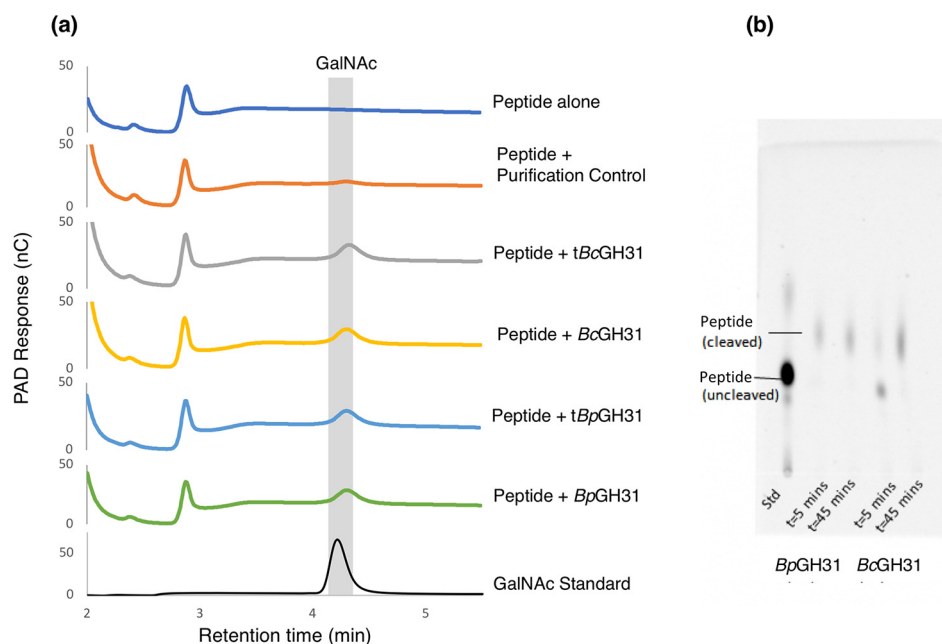 (a)
GalNAc
50
0
Peptide alone
50
0
Peptide +
Purification Control
50
0
Peptide + tBcGH31
50
0
Peptide + BcGH31
50
0
Peptide + tBpGH31
50
0
Peptide + BpGH31
50
0
GalNAc Standard
2
3
4
5
Retention time (min)
PAD Response (nC)
(b)
Peptide
(cleaved)
Peptide
(uncleaved)
Std
t=5 mins
t=45 mins
t=5 mins
t=45 mins
BpGH31
BcGH31